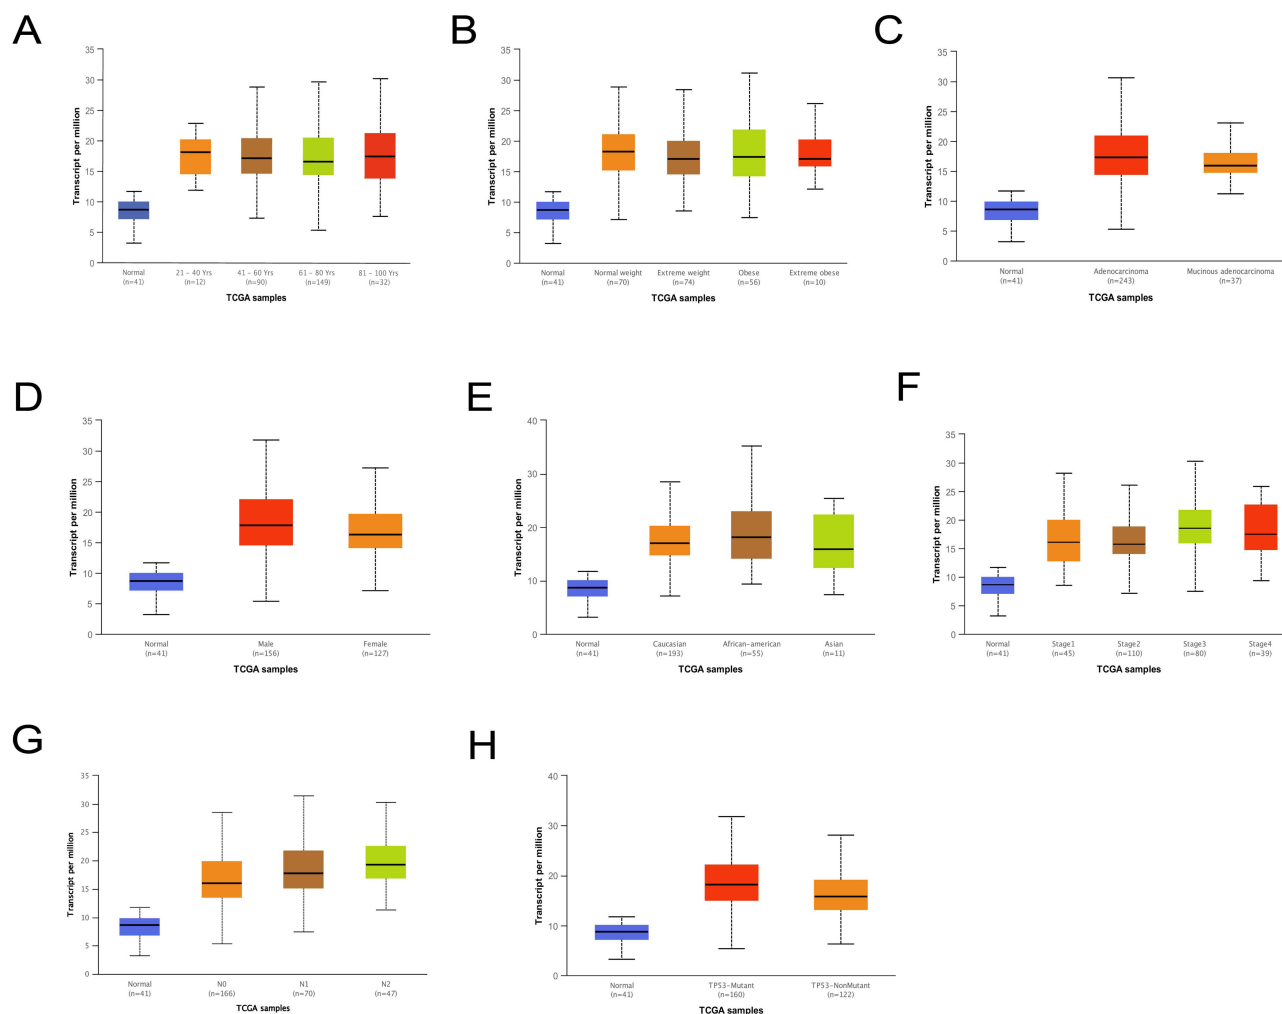 A
35
30
25
20
15
10
5
0
Transcript per million
Normal
(n=41)
21 – 40 Yrs
(n=12)
41 – 60 Yrs
(n=90)
61 – 80 Yrs
(n=149)
81 – 100 Yrs
(n=32)
TCGA samples
B
35
30
25
20
15
10
5
0
Transcript per million
Normal
(n=41)
Normal weight
(n=70)
Extreme weight
(n=74)
Obese
(n=56)
Extreme obese
(n=10)
TCGA samples
C
35
30
25
20
15
10
5
0
Transcript per million
Normal
(n=41)
Adenocarcinoma
(n=243)
Mucinous adenocarcinoma
(n=37)
TCGA samples
D
35
30
25
20
15
10
5
0
Transcript per million
Normal
(n=41)
Male
(n=156)
Female
(n=127)
TCGA samples
E
40
30
20
10
0
Transcript per million
Normal
(n=41)
Caucasian
(n=193)
African-american
(n=55)
Asian
(n=11)
TCGA samples
F
35
30
25
20
15
10
5
0
Transcript per million
Normal
(n=41)
Stage1
(n=45)
Stage2
(n=110)
Stage3
(n=80)
Stage4
(n=39)
TCGA samples
G
35
30
25
20
15
10
5
0
Transcript per million
Normal
(n=41)
N0
(n=166)
N1
(n=70)
N2
(n=47)
TCGA samples
H
40
30
20
10
0
Transcript per million
Normal
(n=41)
TP53-Mutant
(n=160)
TP53-NonMutant
(n=122)
TCGA samples